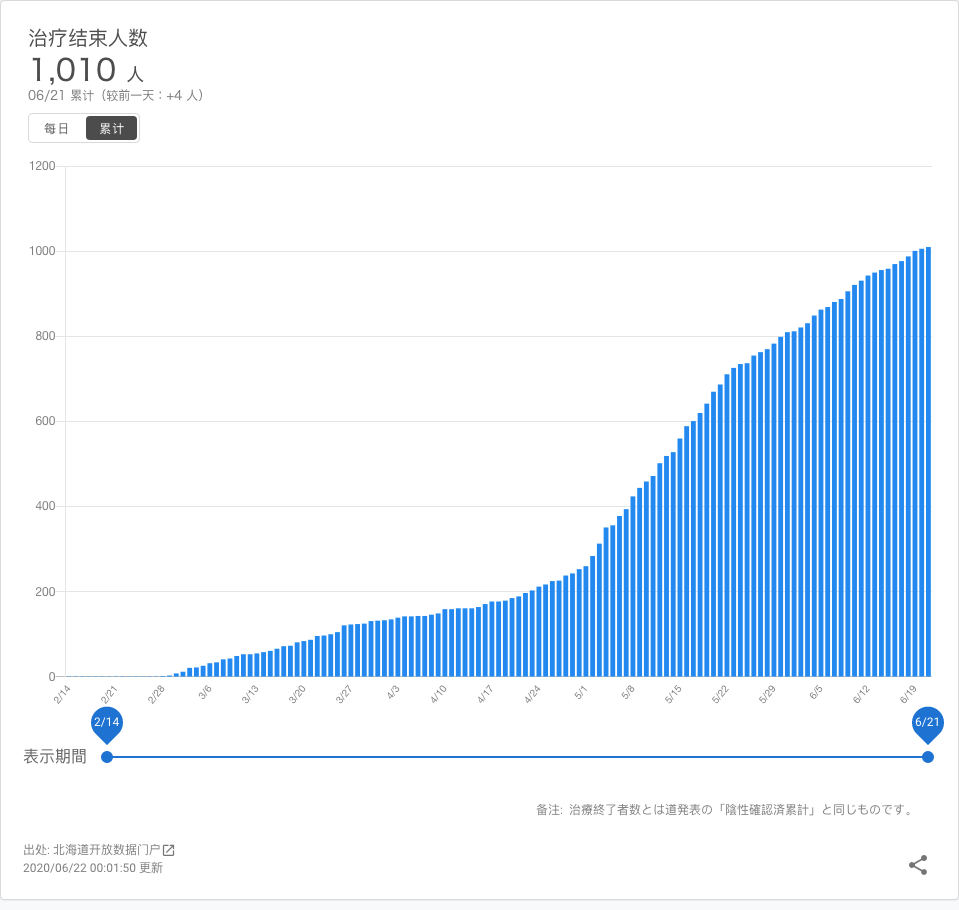 治疗结束人数
1,010 人
06/21 累计（较前一天：+4 人）
每日 累计
1200
1000
800
600
400
200
0
2/14 2/21 2/28 3/6 3/13 3/20 3/27 4/3 4/10 4/17 4/24 5/1 5/8 5/15 5/22 5/29 6/5 6/12 6/19
2/14 6/21
表示期間
备注: 治療終了者数とは道発表の「陰性確認済累計」と同じものです。
出处: 北海道开放数据门户
2020/06/22 00:01:50 更新